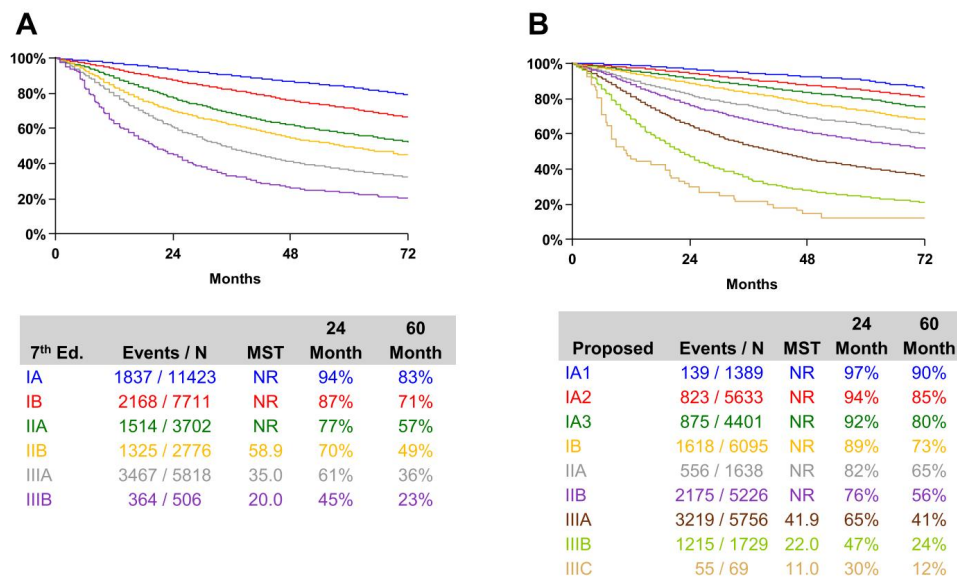 A
100%
80%
60%
40%
20%
0%
0 24 48 72
Months
24 60
7th Ed. Events / N MST Month Month
IA 1837 / 11423 NR 94% 83%
IB 2168 / 7711 NR 87% 71%
IIA 1514 / 3702 NR 77% 57%
IIB 1325 / 2776 58.9 70% 49%
IIIA 3467 / 5818 35.0 61% 36%
IIIB 364 / 506 20.0 45% 23%
B
100%
80%
60%
40%
20%
0%
0 24 48 72
Months
24 60
Proposed Events / N MST Month Month
IA1 139 / 1389 NR 97% 90%
IA2 823 / 5633 NR 94% 85%
IA3 875 / 4401 NR 92% 80%
IB 1618 / 6095 NR 89% 73%
IIA 556 / 1638 NR 82% 65%
IIB 2175 / 5226 NR 76% 56%
IIIA 3219 / 5756 41.9 65% 41%
IIIB 1215 / 1729 22.0 47% 24%
IIIC 55 / 69 11.0 30% 12%